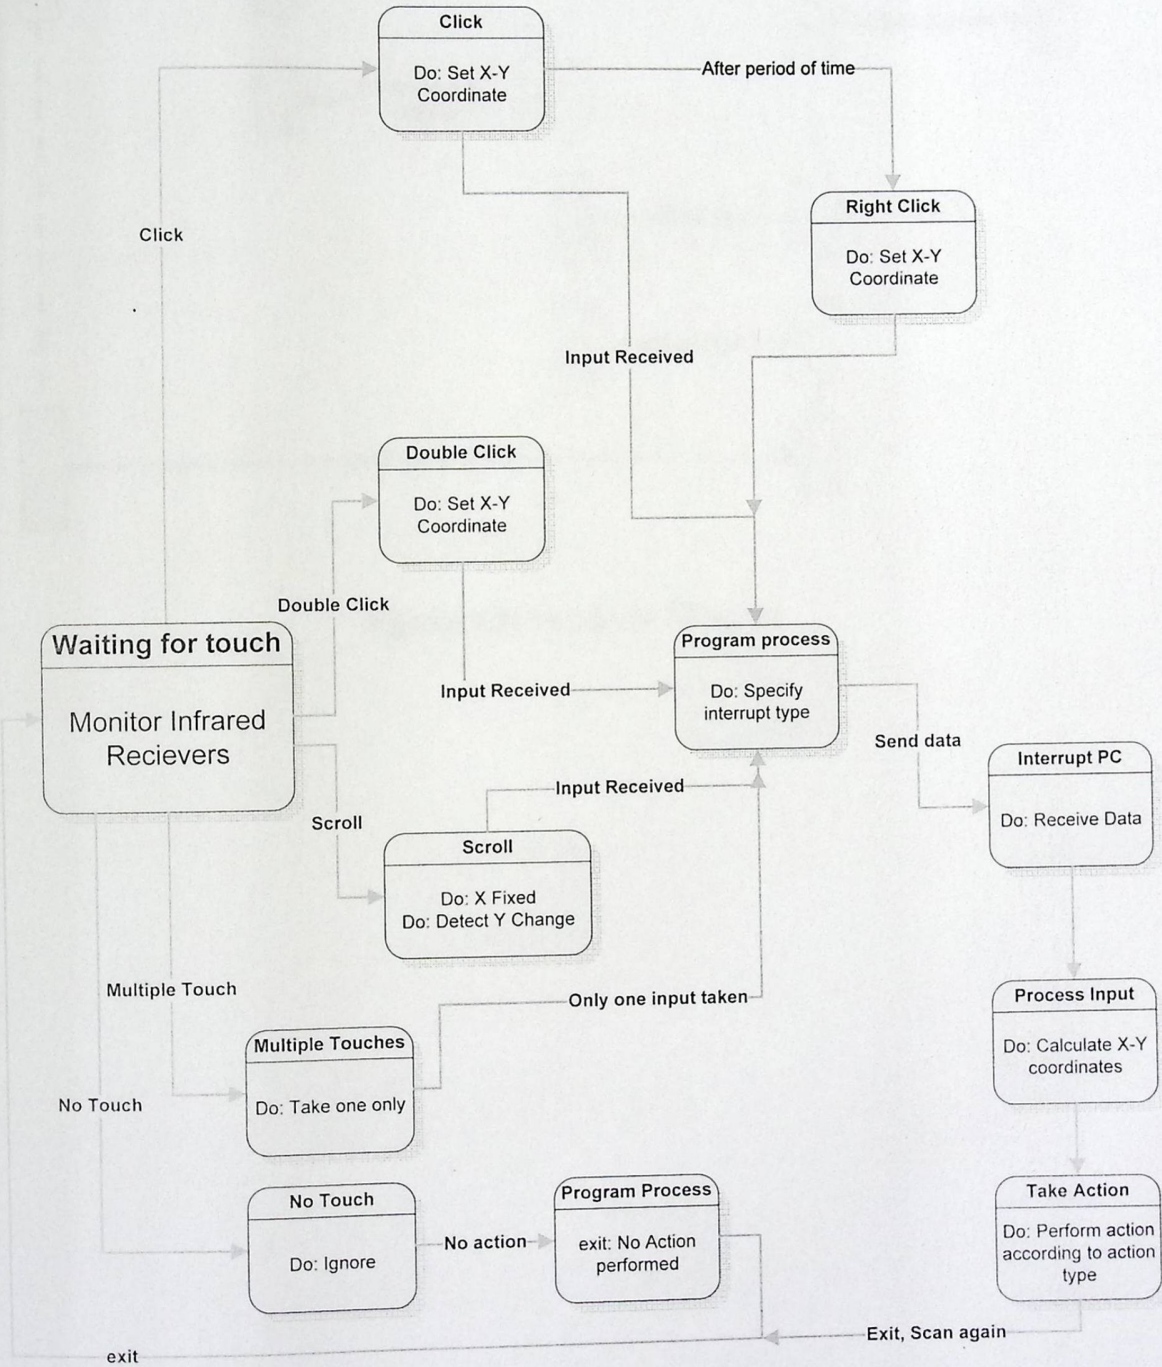 Click
Do: Set X-Y
Coordinate
After period of time
Right Click
Do: Set X-Y
Coordinate
Click
Input Received
Double Click
Do: Set X-Y
Coordinate
Double Click
Waiting for touch
Monitor Infrared
Recievers
Program process
Do: Specify
interrupt type
Input Received
Send data
Interrupt PC
Do: Receive Data
Input Received
Scroll
Scroll
Do: X Fixed
Do: Detect Y Change
Multiple Touch
Only one input taken
Process Input
Do: Calculate X-Y
coordinates
Multiple Touches
Do: Take one only
No Touch
No Touch
Do: Ignore
No action
Program Process
exit: No Action
performed
Take Action
Do: Perform action
according to action
type
Exit, Scan again
exit